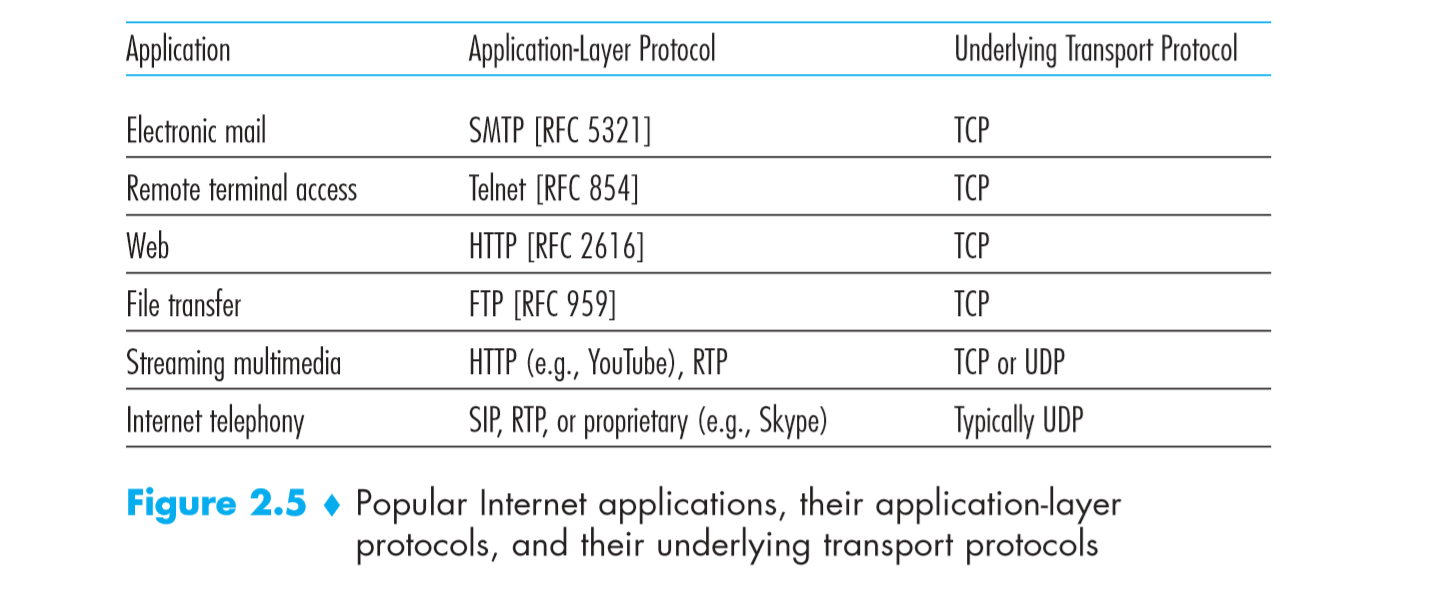 Application Application-Layer Protocol Underlying Transport Protocol
Electronic mail SMTP [RFC 5321] TCP
Remote terminal access Telnet [RFC 854] TCP
Web HTTP [RFC 2616] TCP
File transfer FTP [RFC 959] TCP
Streaming multimedia HTTP (e.g., YouTube), RTP TCP or UDP
Internet telephony SIP, RTP, or proprietary (e.g., Skype) Typically UDP
Figure 2.5 ♦ Popular Internet applications, their application-layer
protocols, and their underlying transport protocols